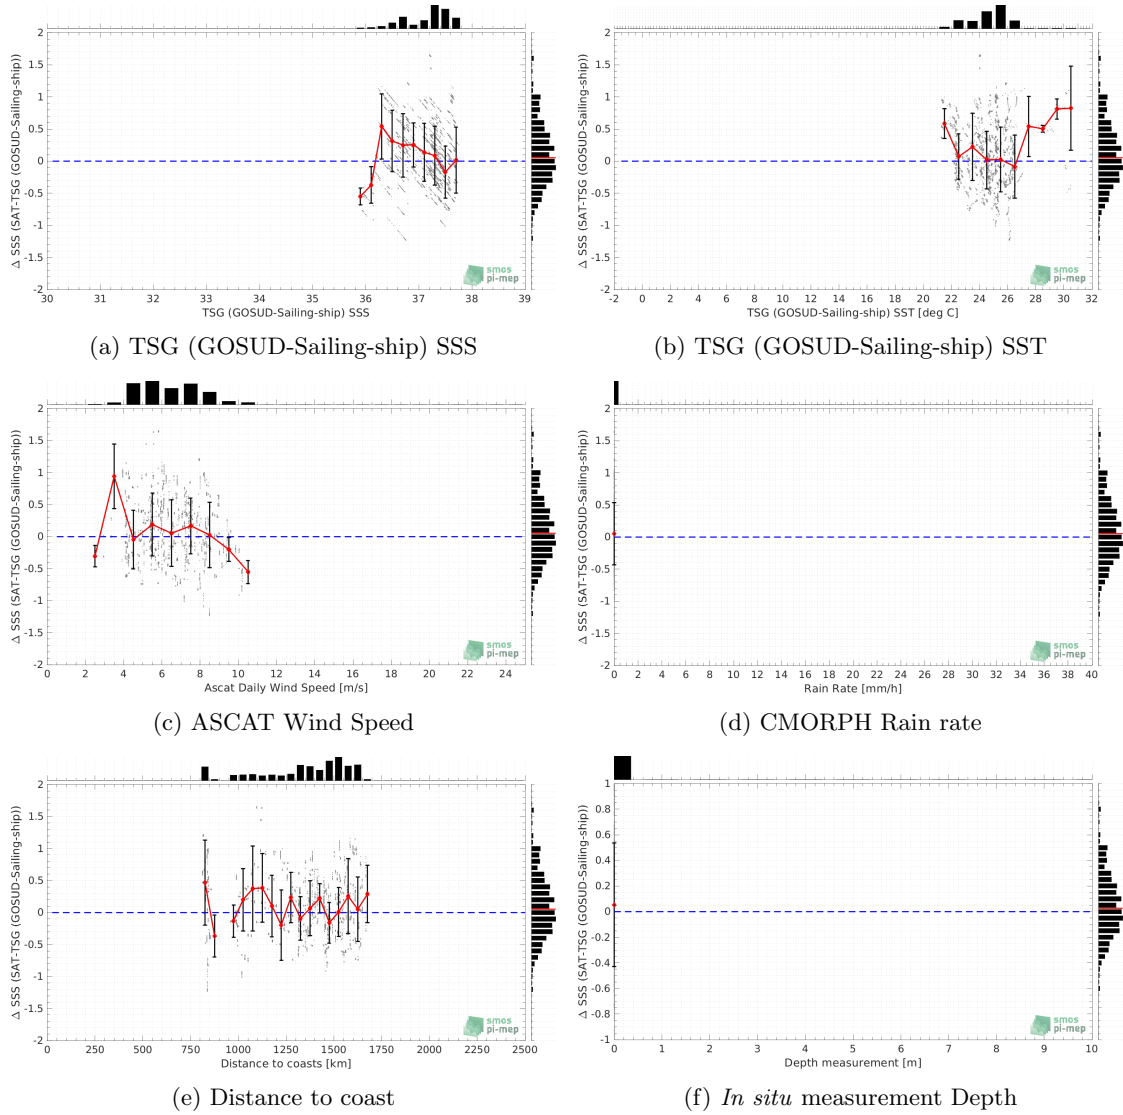 2
1.5
1
0.5
0
-0.5
-1
-1.5
-2
30 31 32 33 34 35 36 37 38 39
Δ SSS (SAT-TSG (GOSUD-Sailing-ship))
TSG (GOSUD-Sailing-ship) SSS
smos
pi-mep
(a) TSG (GOSUD-Sailing-ship) SSS
2
1.5
1
0.5
0
-0.5
-1
-1.5
-2
-2 0 2 4 6 8 10 12 14 16 18 20 22 24 26 28 30 32
Δ SSS (SAT-TSG (GOSUD-Sailing-ship))
TSG (GOSUD-Sailing-ship) SST [deg C]
smos
pi-mep
(b) TSG (GOSUD-Sailing-ship) SST
2
1.5
1
0.5
0
-0.5
-1
-1.5
-2
0 2 4 6 8 10 12 14 16 18 20 22 24
Δ SSS (SAT-TSG (GOSUD-Sailing-ship))
Ascat Daily Wind Speed [m/s]
smos
pi-mep
(c) ASCAT Wind Speed
2
1.5
1
0.5
0
-0.5
-1
-1.5
-2
0 2 4 6 8 10 12 14 16 18 20 22 24 26 28 30 32 34 36 38 40
Δ SSS (SAT-TSG (GOSUD-Sailing-ship))
Rain Rate [mm/h]
smos
pi-mep
(d) CMORPH Rain rate
2
1.5
1
0.5
0
-0.5
-1
-1.5
-2
0 250 500 750 1000 1250 1500 1750 2000 2250 2500
Δ SSS (SAT-TSG (GOSUD-Sailing-ship))
Distance to coasts [km]
smos
pi-mep
(e) Distance to coast
1
0.8
0.6
0.4
0.2
0
-0.2
-0.4
-0.6
-0.8
-1
0 1 2 3 4 5 6 7 8 9 10
Δ SSS (SAT-TSG (GOSUD-Sailing-ship))
Depth measurement [m]
smos
pi-mep
(f) In situ measurement Depth